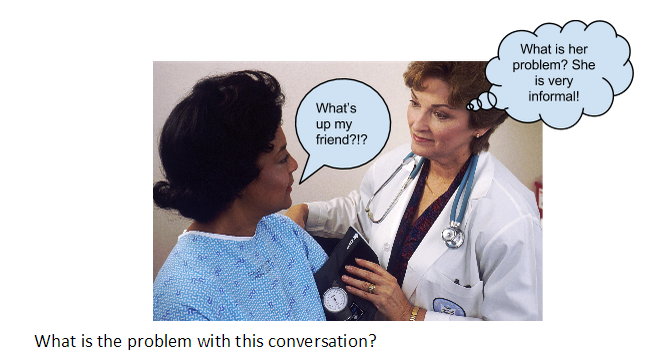 What is her
problem? She
is very
informal!
What's
up my
friend?!?
What is the problem with this conversation?